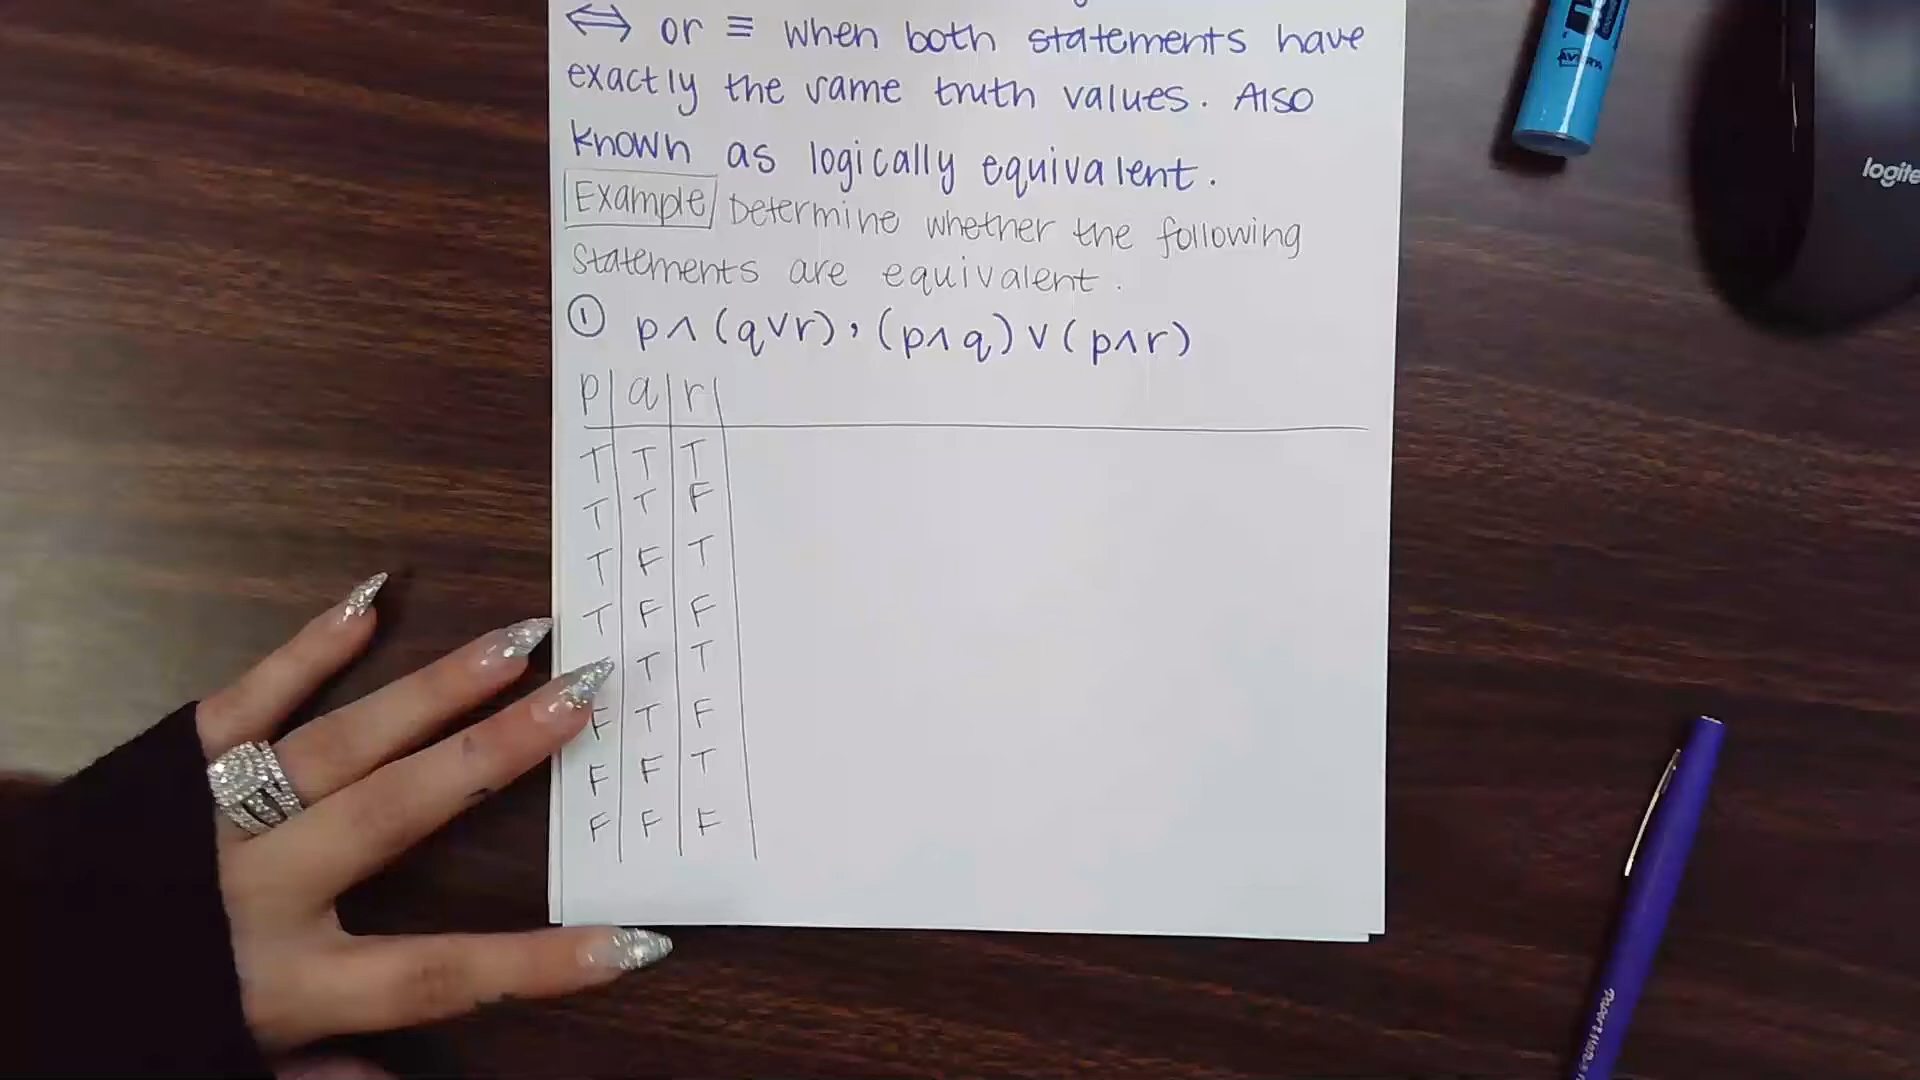 ⟺ or ≡ when both statements have
exactly the same truth values. Also
known as logically equivalent.
Example Determine whether the following
statements are equivalent.
① p∧(q∨r), (p∧q)∨(p∧r)
p q r
T T T
T T F
T F T
T F F
T T
F T F
F F T
F F F
AVERY
logite